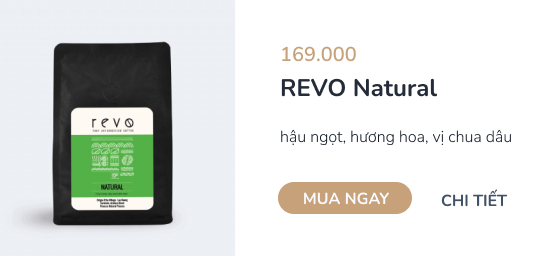 169.000
REVO Natural
hậu ngọt, hương hoa, vị chua dâu
MUA NGAY
CHI TIẾT
revo
NATURAL